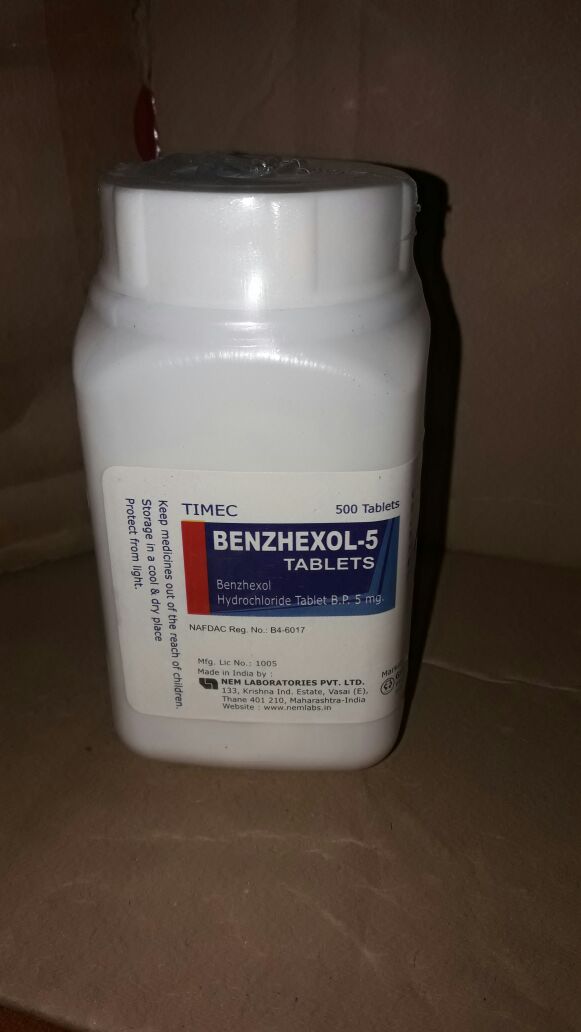 TIMEC
500 Tablets
BENZHEXOL-5
TABLETS
Benzhexol
Hydrochloride Tablet B.P. 5 mg.
NAFDAC Reg. No.: B4-6017
Mfg. Lic No.: 1005
Made in India by :
NEM LABORATORIES PVT. LTD.
133, Krishna Ind. Estate, Vasai (E),
Thane 401 210, Maharashtra-India
Website : www.nemlabs.in
Keep medicines out of the reach of children.
Storage in a cool & dry place
Protect from light.